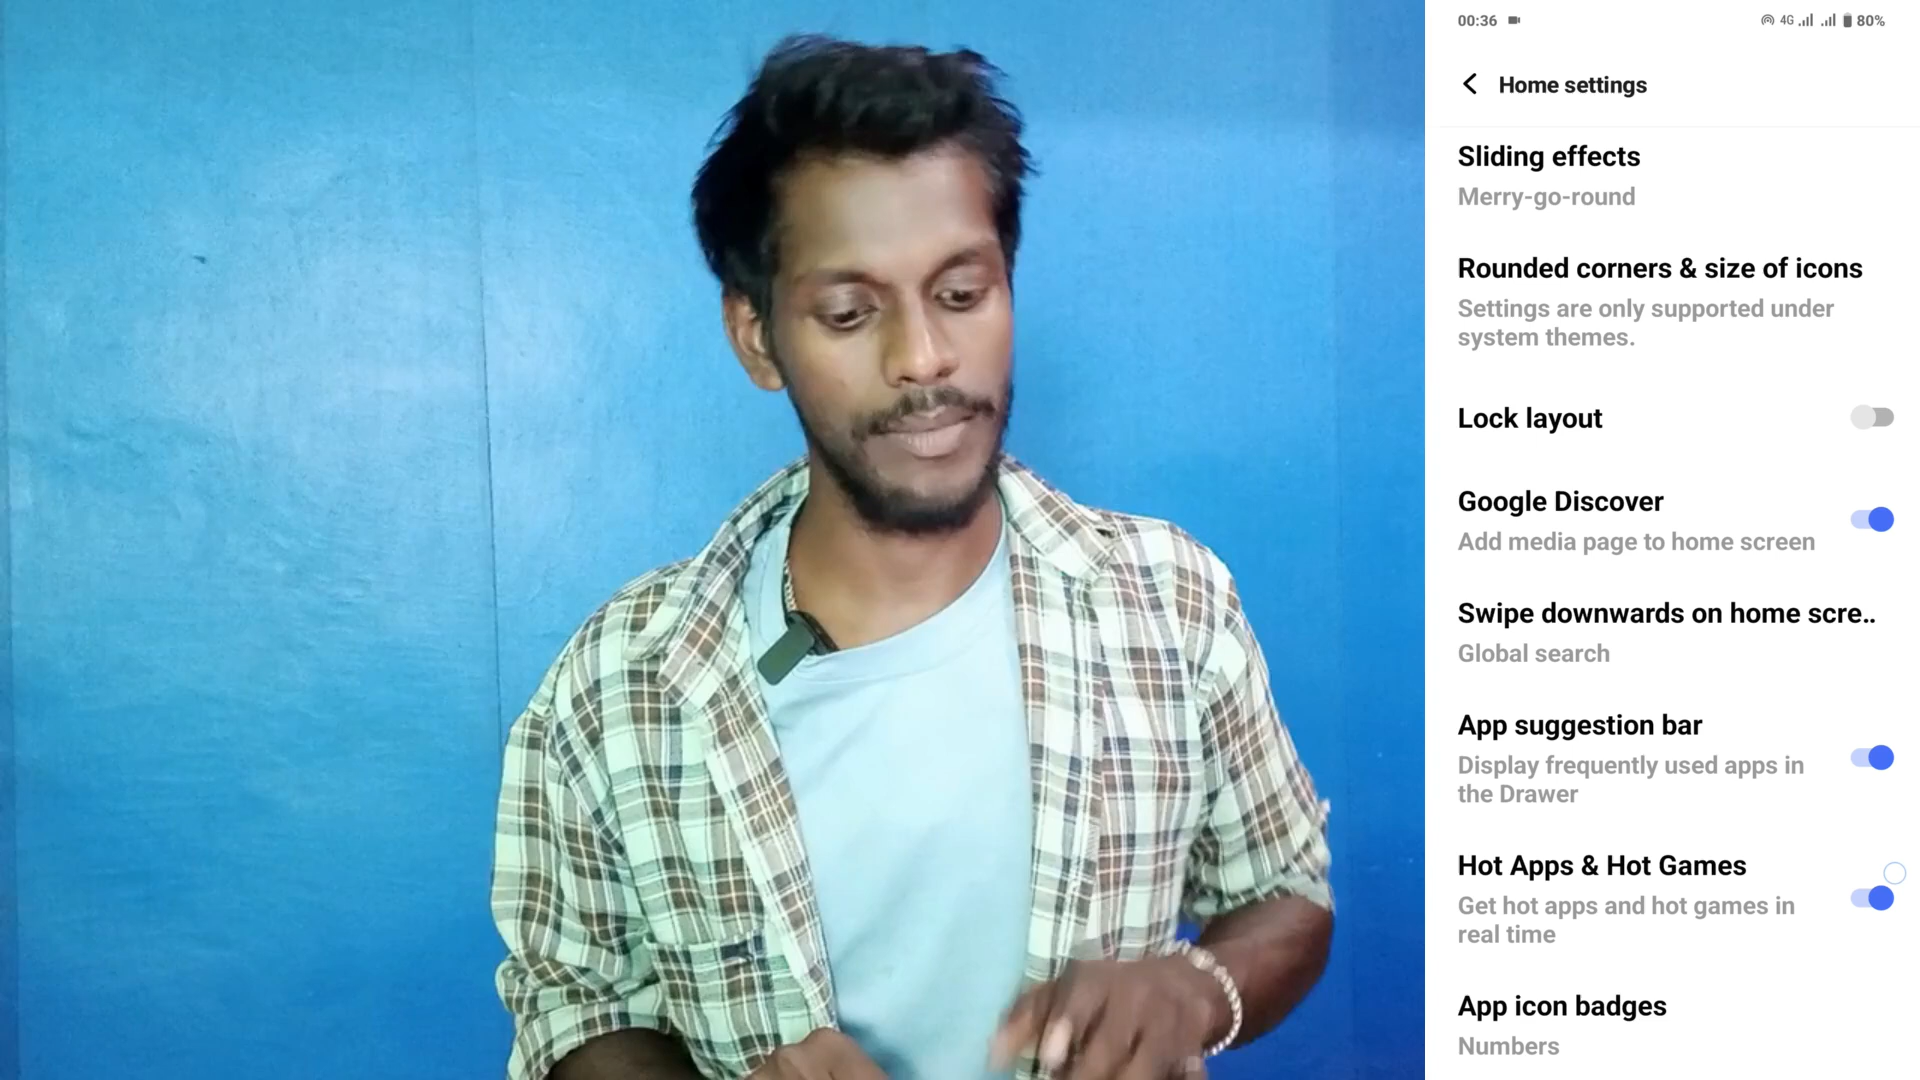 00:36 4G 80%
Home settings
Sliding effects
Merry-go-round
Rounded corners & size of icons
Settings are only supported under
system themes.
Lock layout
Google Discover
Add media page to home screen
Swipe downwards on home scre..
Global search
App suggestion bar
Display frequently used apps in
the Drawer
Hot Apps & Hot Games
Get hot apps and hot games in
real time
App icon badges
Numbers